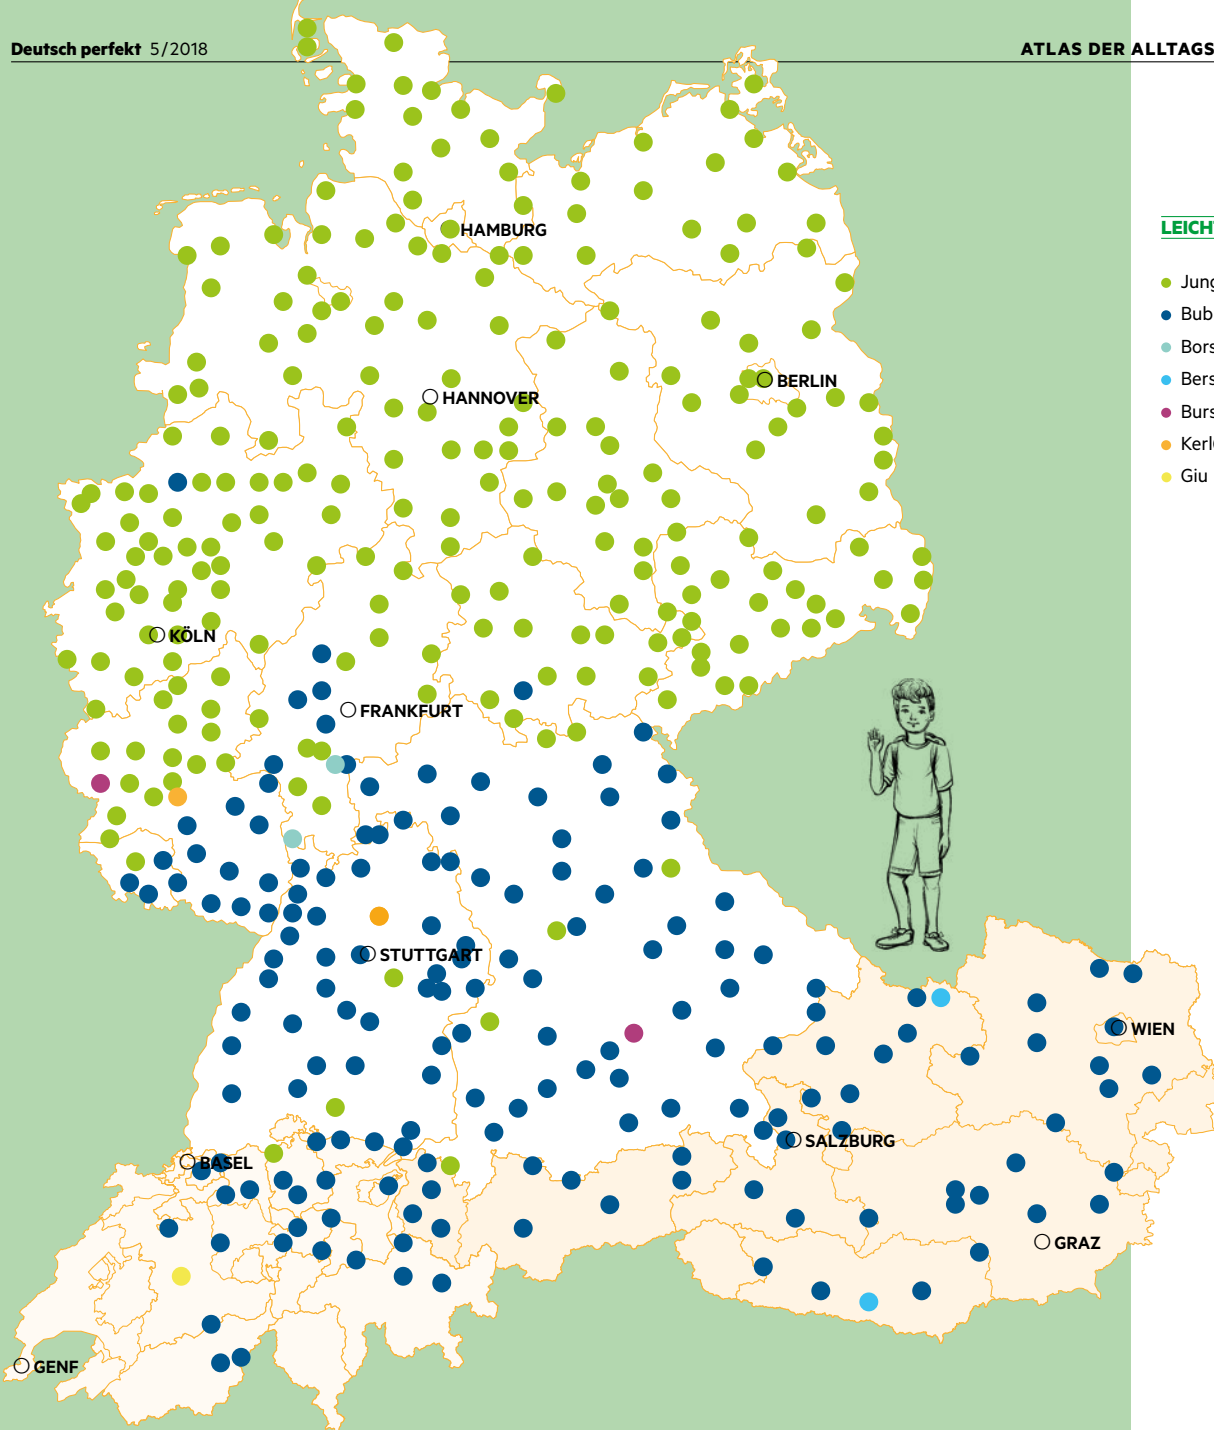 Deutsch perfekt 5/2018
ATLAS DER ALLTAGS
HAMBURG
LEICH
Jung
Bub
Bors
BERLIN
Bers
HANNOVER
Burs
Kerl
Giu
KÖLN
FRANKFURT
STUTTGART
WIEN
SALZBURG
BASEL
GRAZ
GENF